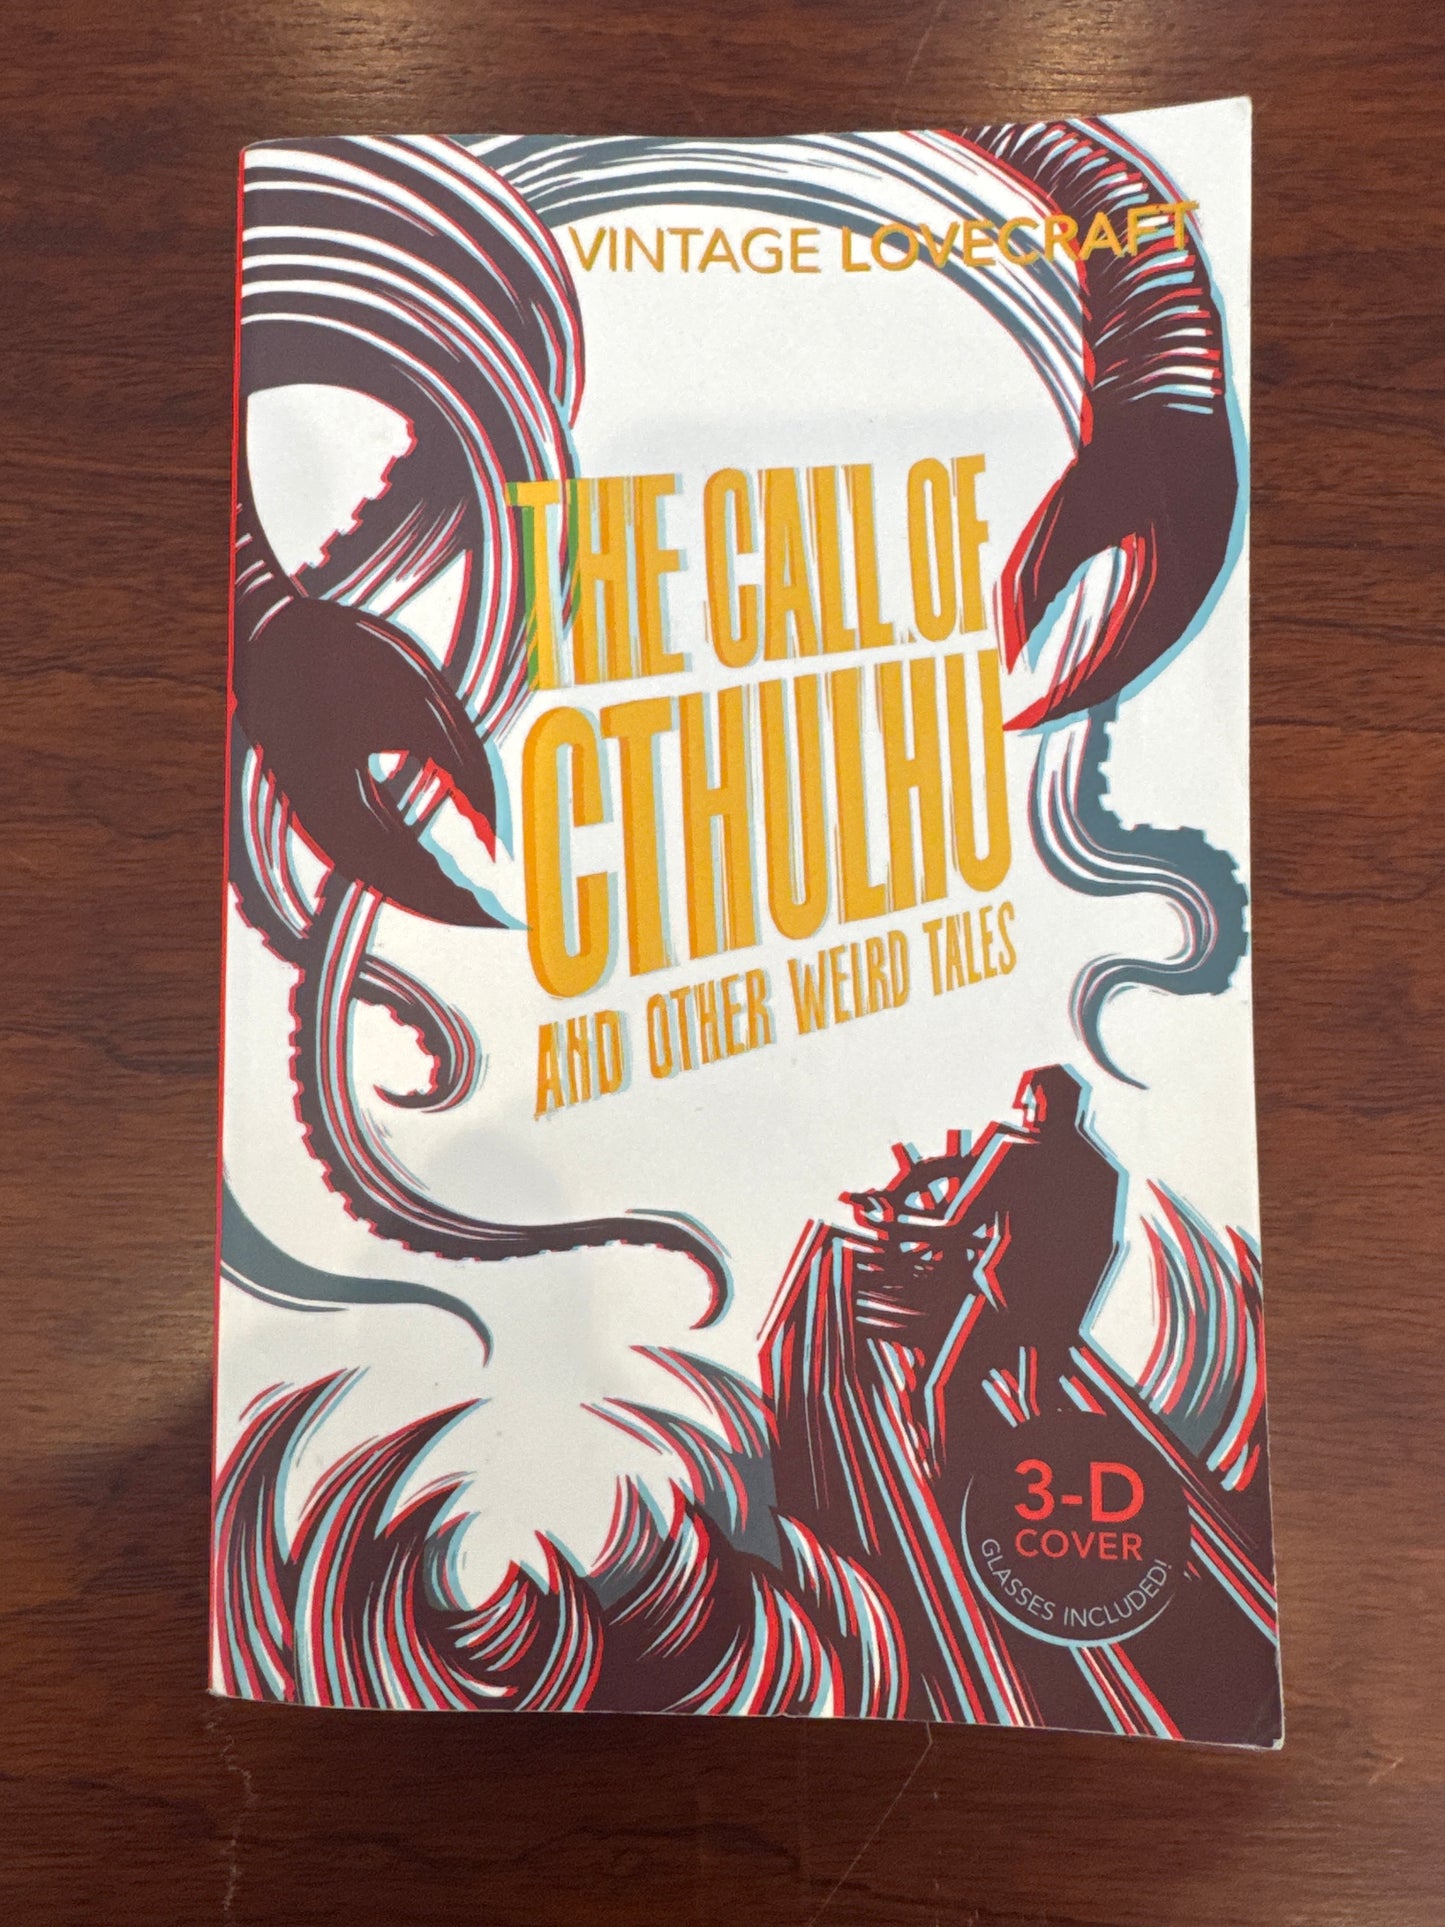 VINTAGE LOVECRAFT
THE CALL OF
CTHULHU
AND OTHER WEIRD TALES
3-D
COVER
GLASSES INCLUDED!